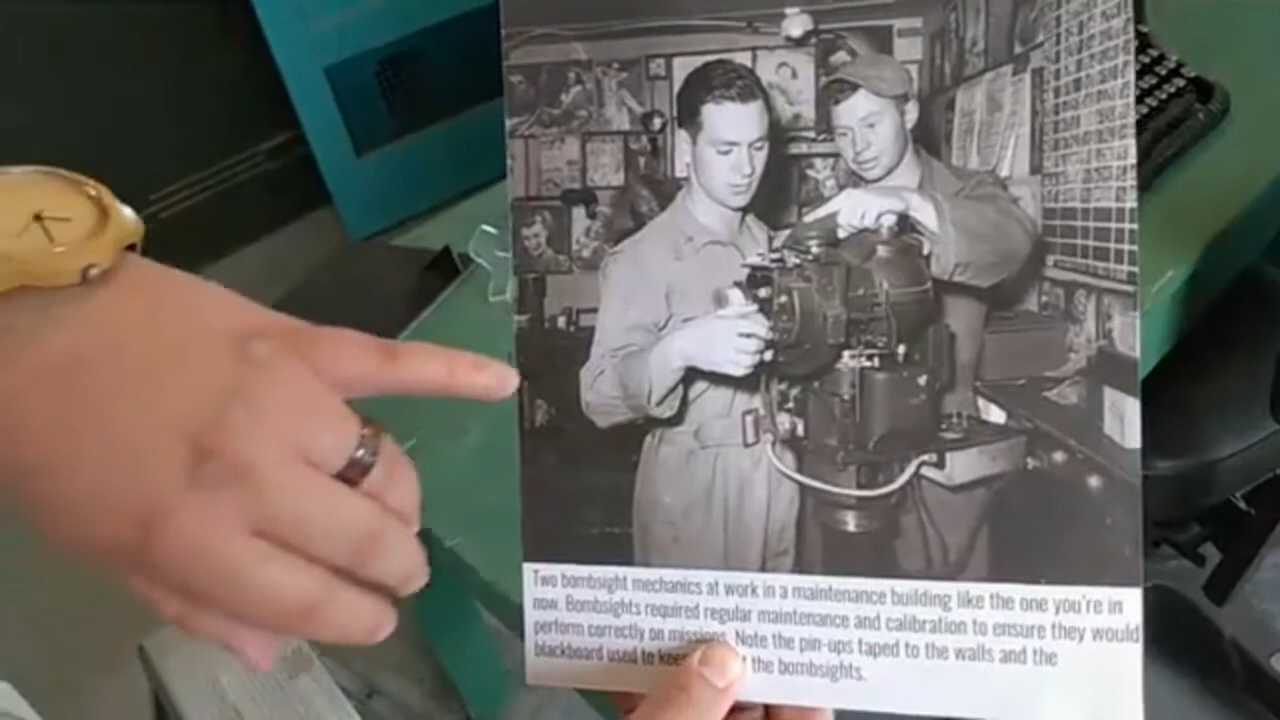 Two bombsight mechanics at work in a maintenance building like the one you're in
now. Bombsights required regular maintenance and calibration to ensure they would
perform correctly on missions. Note the pin-ups taped to the walls and the
blackboard used to the bombsights.